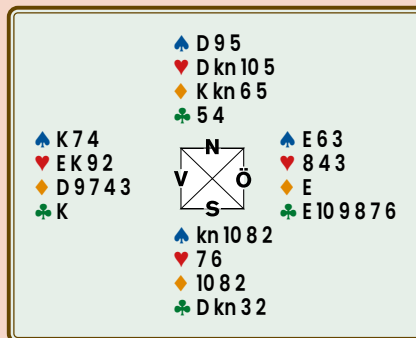 ♠ D 9 5
♥ D kn 10 5
♦ K kn 6 5
♣ 5 4
♠ K 7 4
♥ E K 9 2
♦ D 9 7 4 3
♣ K
N
V Ö
S
♠ E 6 3
♥ 8 4 3
♦ E
♣ E 10 9 8 7 6
♠ kn 10 8 2
♥ 7 6
♦ 10 8 2
♣ D kn 3 2